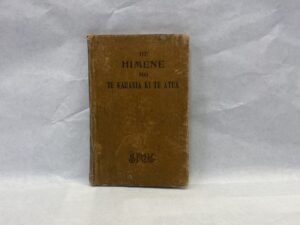 HE
HIMENE
MO
TE KARAKIA KI TE ATUA